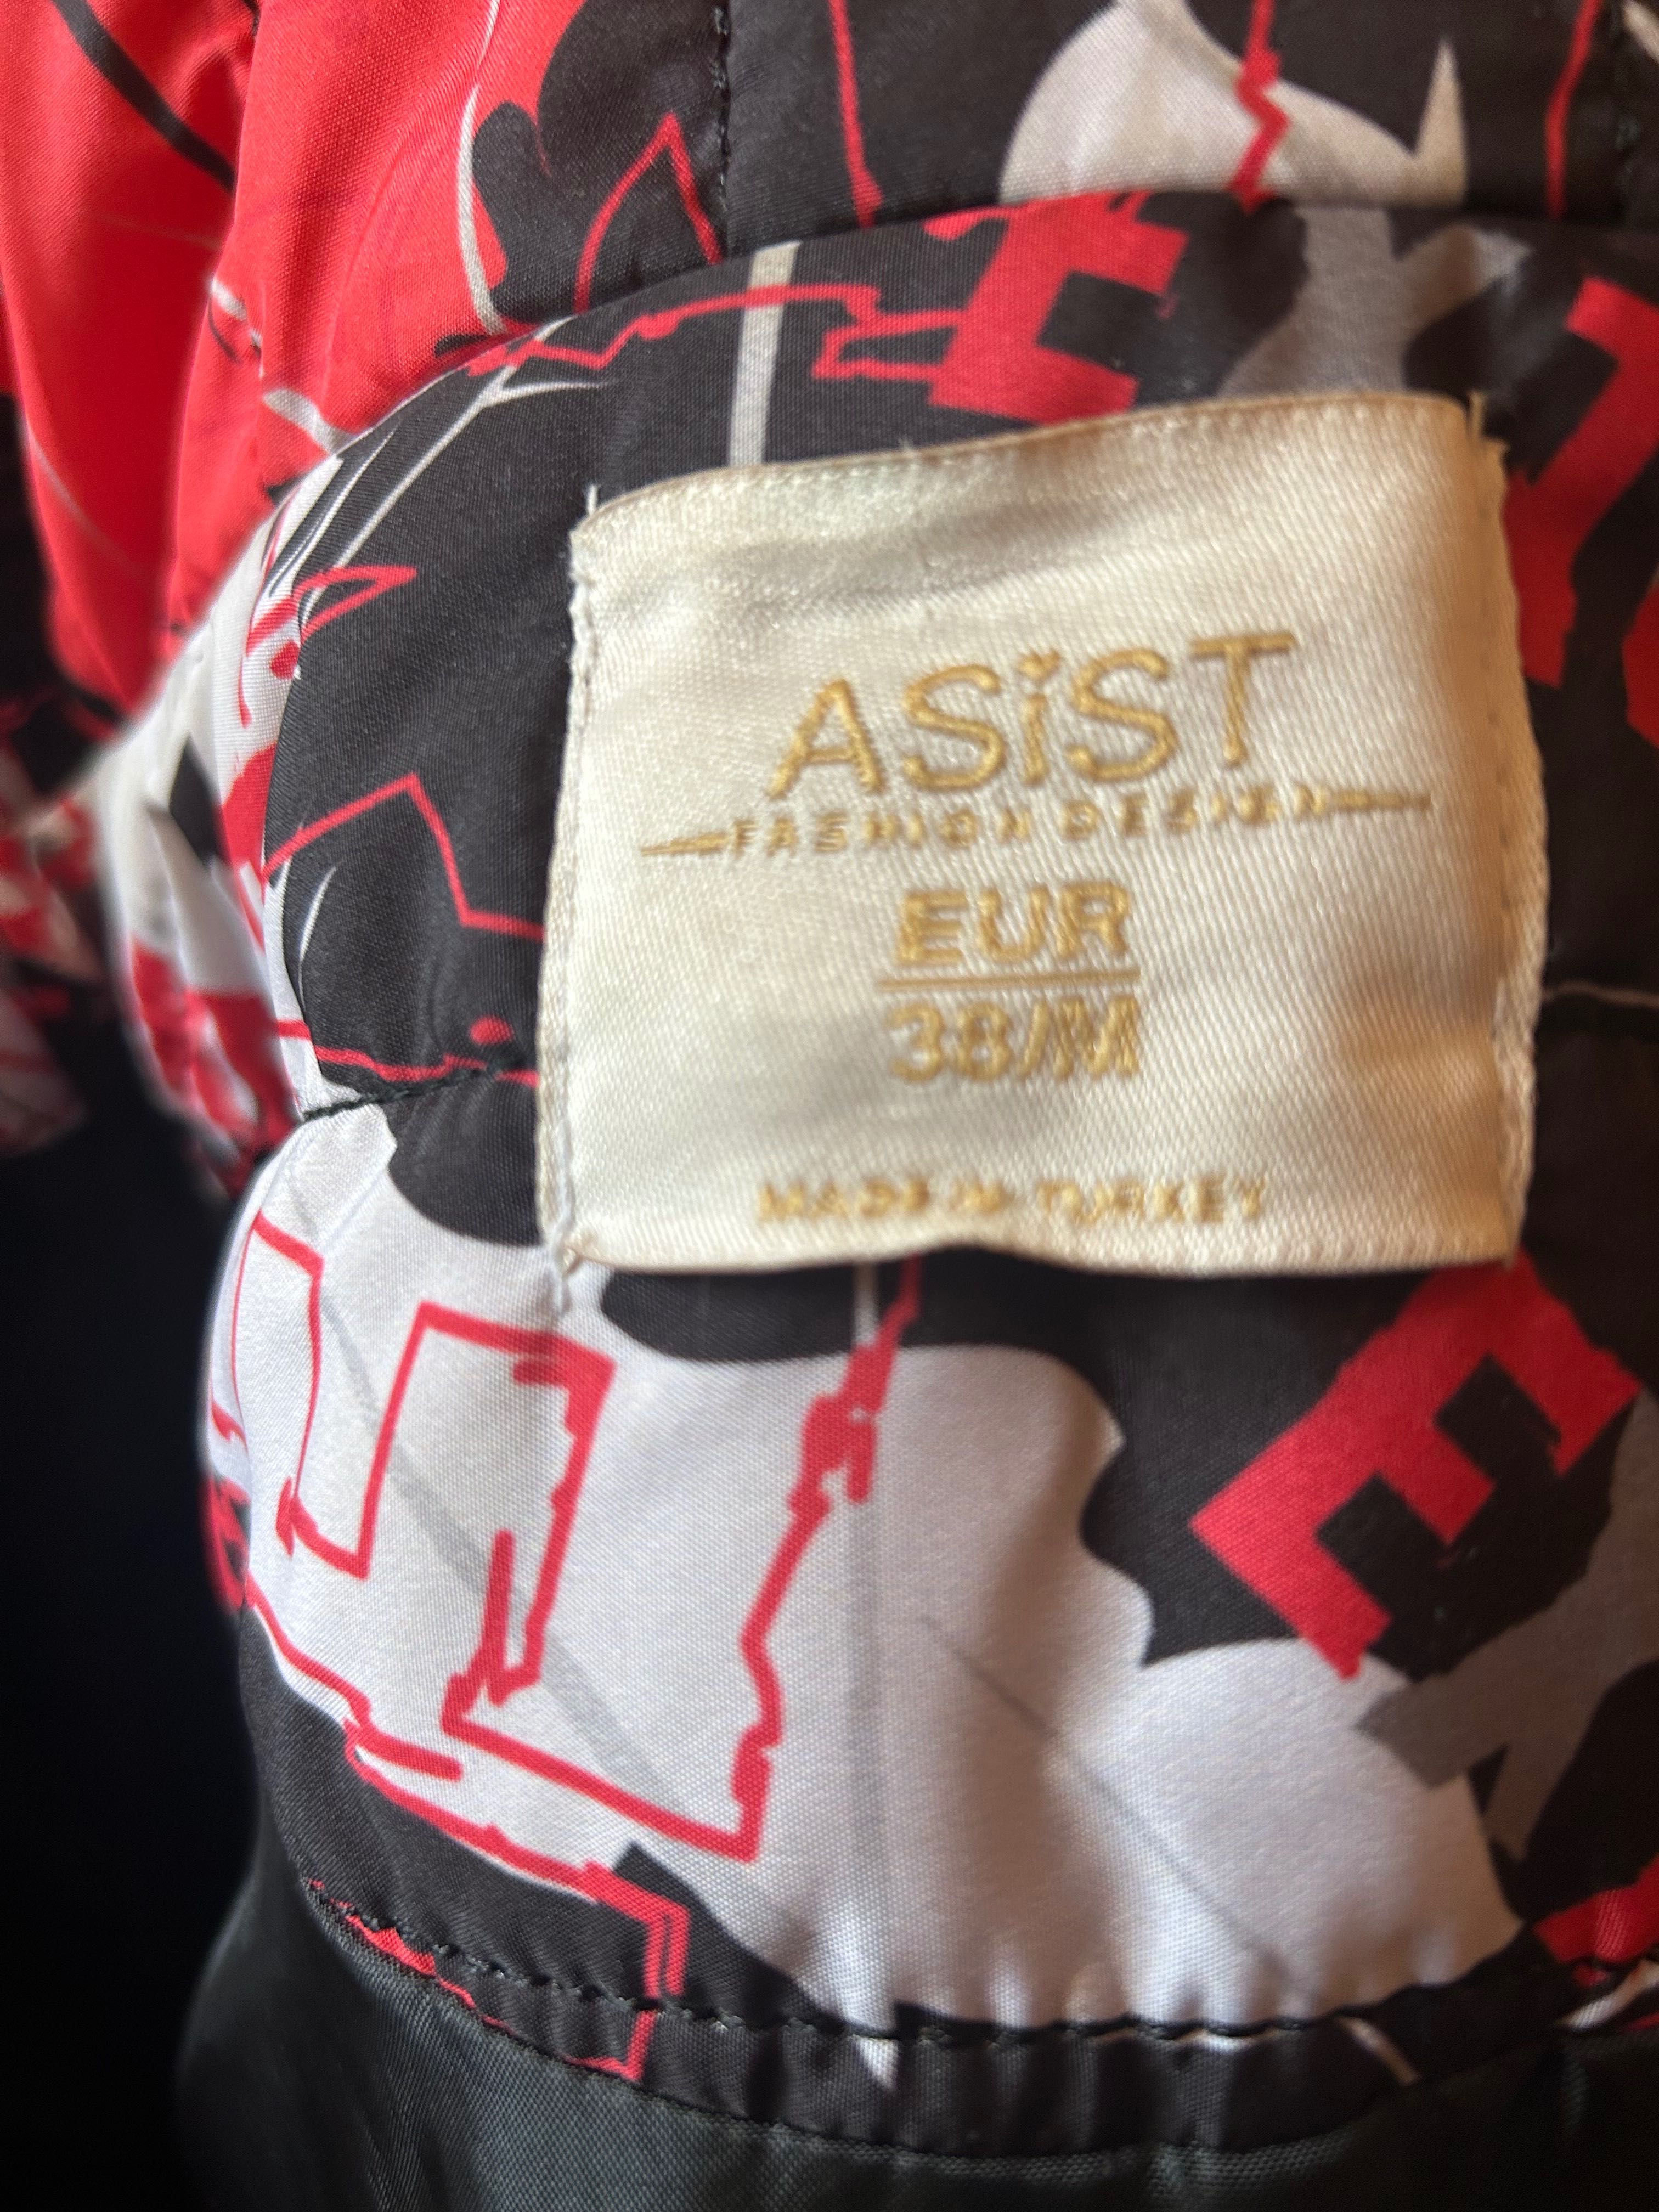 ASiST
FASHION DESIGN
EUR
38/M
MADE IN TURKEY